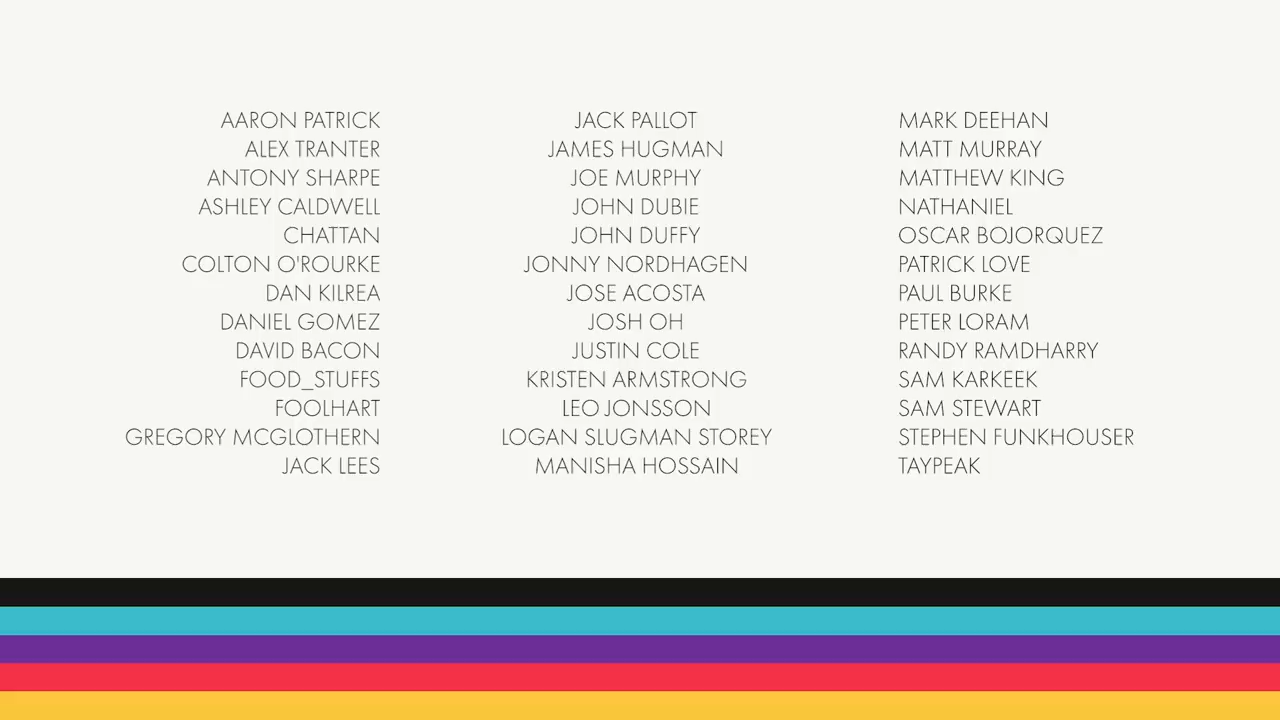 AARON PATRICK
ALEX TRANTER
ANTONY SHARPE
ASHLEY CALDWELL
CHATTAN
COLTON O'ROURKE
DAN KILREA
DANIEL GOMEZ
DAVID BACON
FOOD_STUFFS
FOOLHART
GREGORY MCGLOTHERN
JACK LEES
JACK PALLOT
JAMES HUGMAN
JOE MURPHY
JOHN DUBIE
JOHN DUFFY
JONNY NORDHAGEN
JOSE ACOSTA
JOSH OH
JUSTIN COLE
KRISTEN ARMSTRONG
LEO JONSSON
LOGAN SLUGMAN STOREY
MANISHA HOSSAIN
MARK DEEHAN
MATT MURRAY
MATTHEW KING
NATHANIEL
OSCAR BOJORQUEZ
PATRICK LOVE
PAUL BURKE
PETER LORAM
RANDY RAMDHARRY
SAM KARKEEK
SAM STEWART
STEPHEN FUNKHOUSER
TAYPEAK